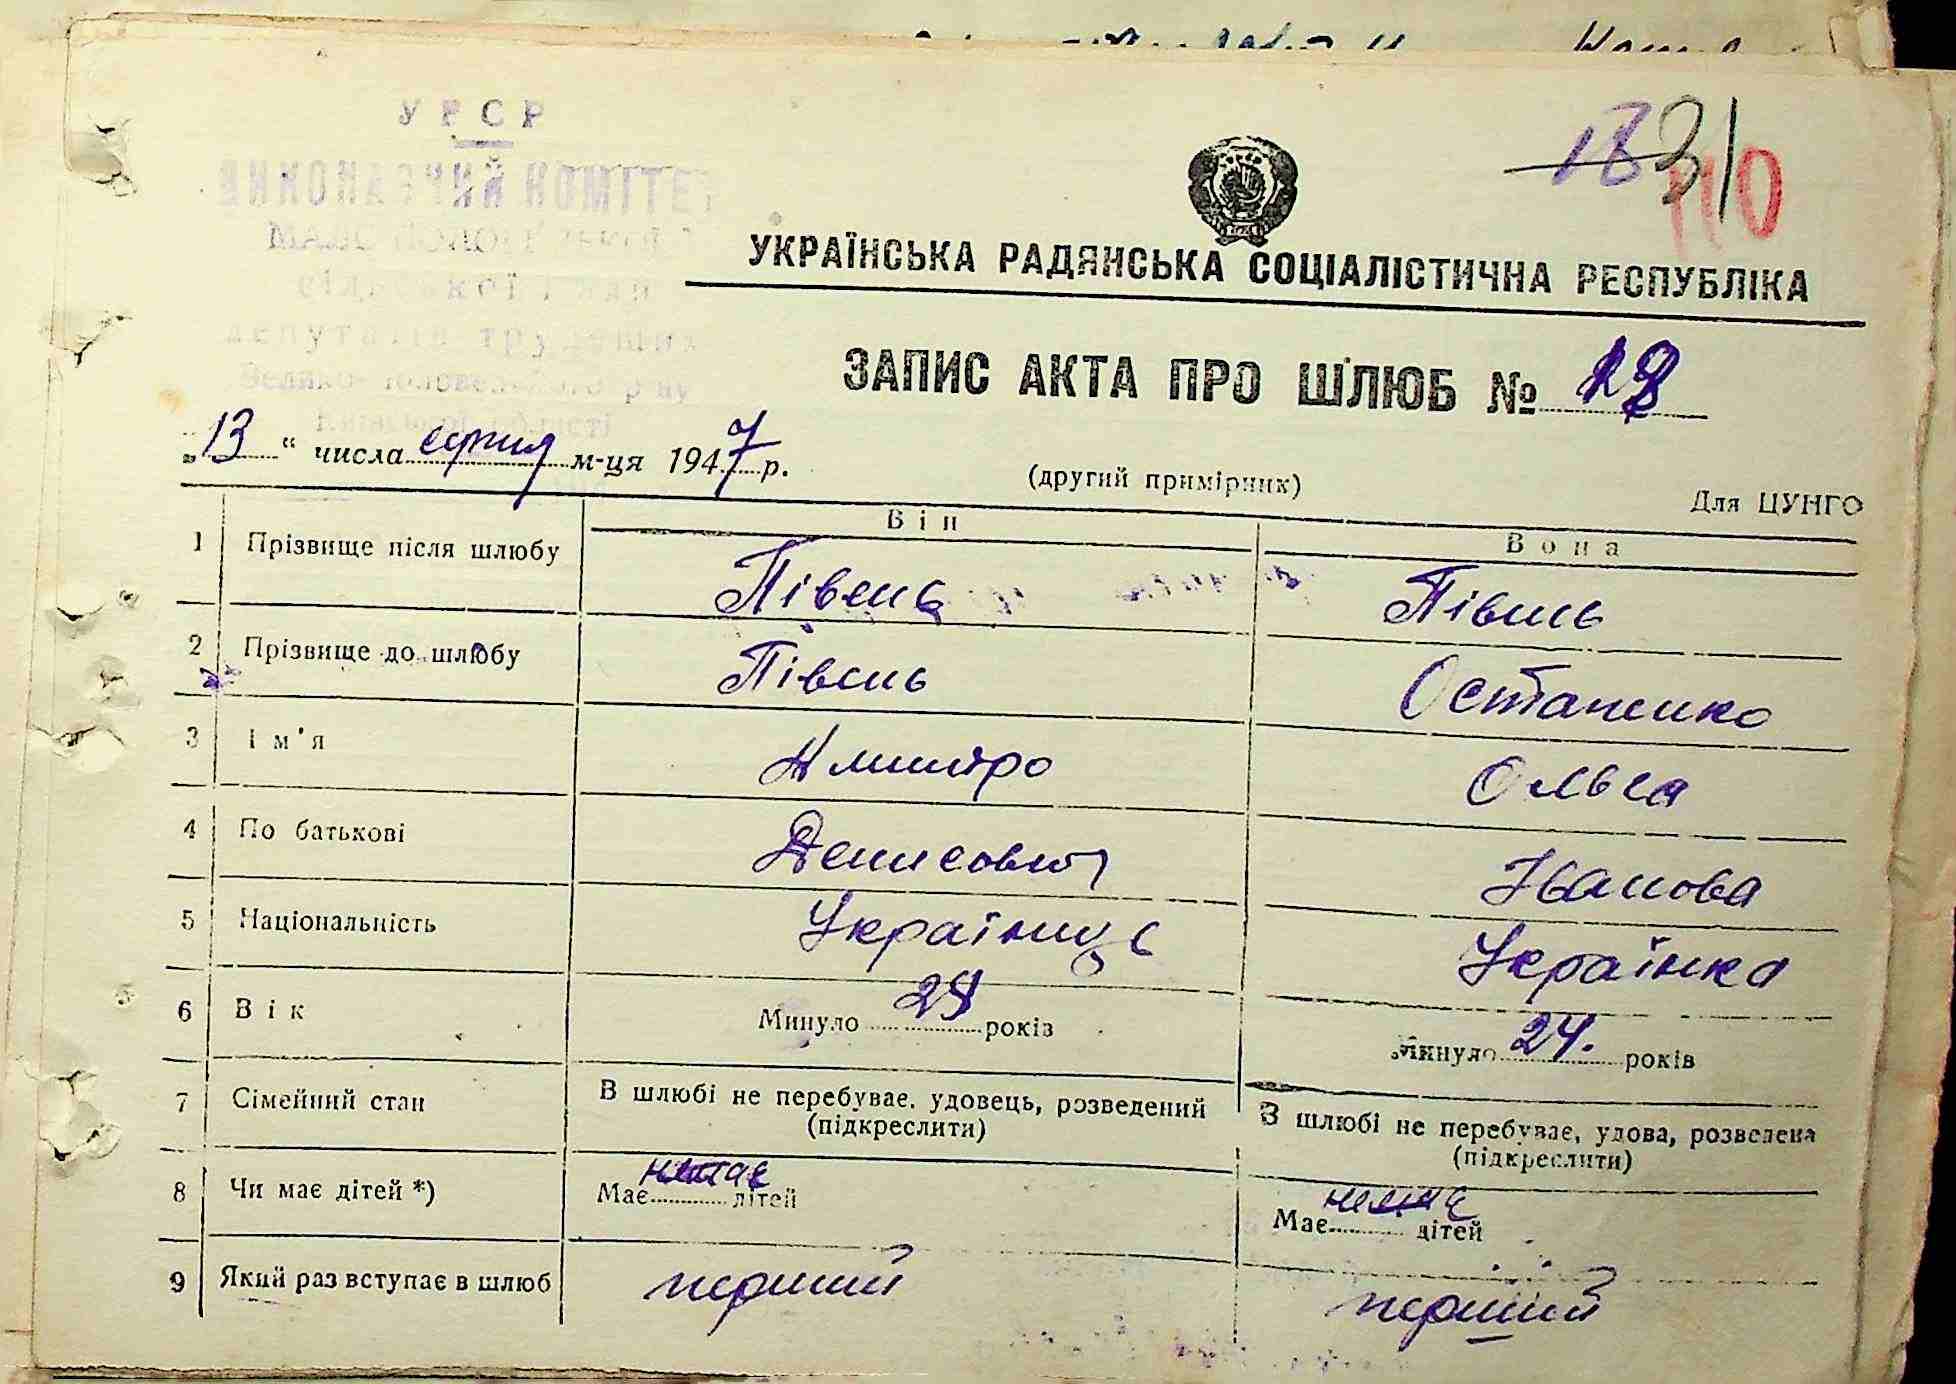 УРСР
ВИКОНАВЧИЙ КОМІТЕТ
депутатів трудящих
Київської області
110
УКРАЇНСЬКА РАДЯНСЬКА СОЦІАЛІСТИЧНА РЕСПУБЛІКА
ЗАПИС АКТА ПРО ШЛЮБ № 28
„13" числа серпня м-ця 1947 р.
(другий примірник)
Для ЦУНГО
Він Вона
1 Прізвище після шлюбу Півень Півень
2 Прізвище до шлюбу Півень Остапенко
3 Ім'я Дмитро Ольга
4 По батькові Денисович Іванова
5 Національність Українець Українка
6 Вік Минуло років Минуло 24. років
7 Сімейний стан В шлюбі не перебуває, удовець, розведений (підкреслити) В шлюбі не перебуває, удова, розведена (підкреслити)
8 Чи має дітей *) Має немає дітей Має немає дітей
9 Який раз вступає в шлюб перший перший